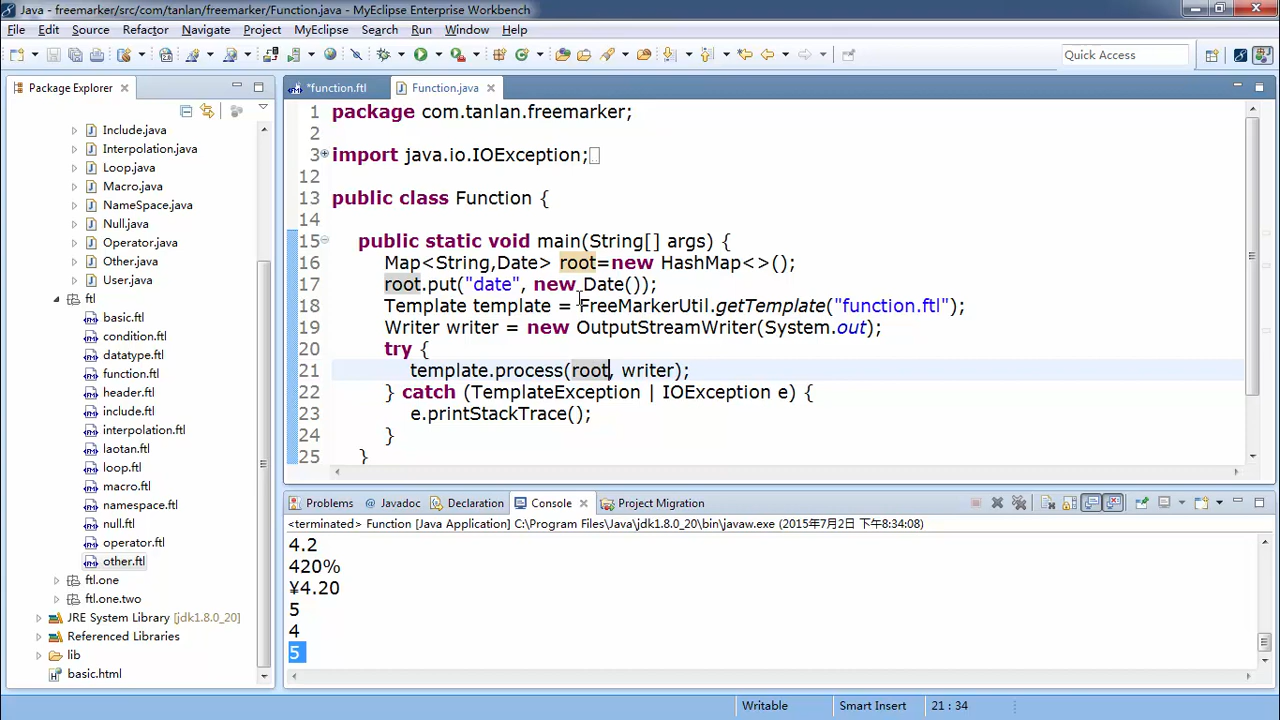 Java - freemarker/src/com/tanlan/freemarker/Function.java - MyEclipse Enterprise Workbench
File Edit Source Refactor Navigate Project MyEclipse Search Run Window Help
Quick Access
Package Explorer
*function.ftl
Function.java
Include.java
Interpolation.java
Loop.java
Macro.java
NameSpace.java
Null.java
Operator.java
Other.java
User.java
ftl
basic.ftl
condition.ftl
datatype.ftl
function.ftl
header.ftl
include.ftl
interpolation.ftl
laotan.ftl
loop.ftl
macro.ftl
namespace.ftl
null.ftl
operator.ftl
other.ftl
ftl.one
ftl.one.two
JRE System Library [jdk1.8.0_20]
Referenced Libraries
lib
basic.html
1 package com.tanlan.freemarker;
2
3 import java.io.IOException;
12
13 public class Function {
14
15 public static void main(String[] args) {
16 Map<String,Date> root=new HashMap<>();
17 root.put("date", new Date());
18 Template template = FreeMarkerUtil.getTemplate("function.ftl");
19 Writer writer = new OutputStreamWriter(System.out);
20 try {
21 template.process(root, writer);
22 } catch (TemplateException | IOException e) {
23 e.printStackTrace();
24 }
25 }
Problems Javadoc Declaration Console Project Migration
<terminated> Function [Java Application] C:\Program Files\Java\jdk1.8.0_20\bin\javaw.exe (2015年7月2日 下午8:34:08)
4.2
420%
¥4.20
5
4
5
Writable Smart Insert 21 : 34